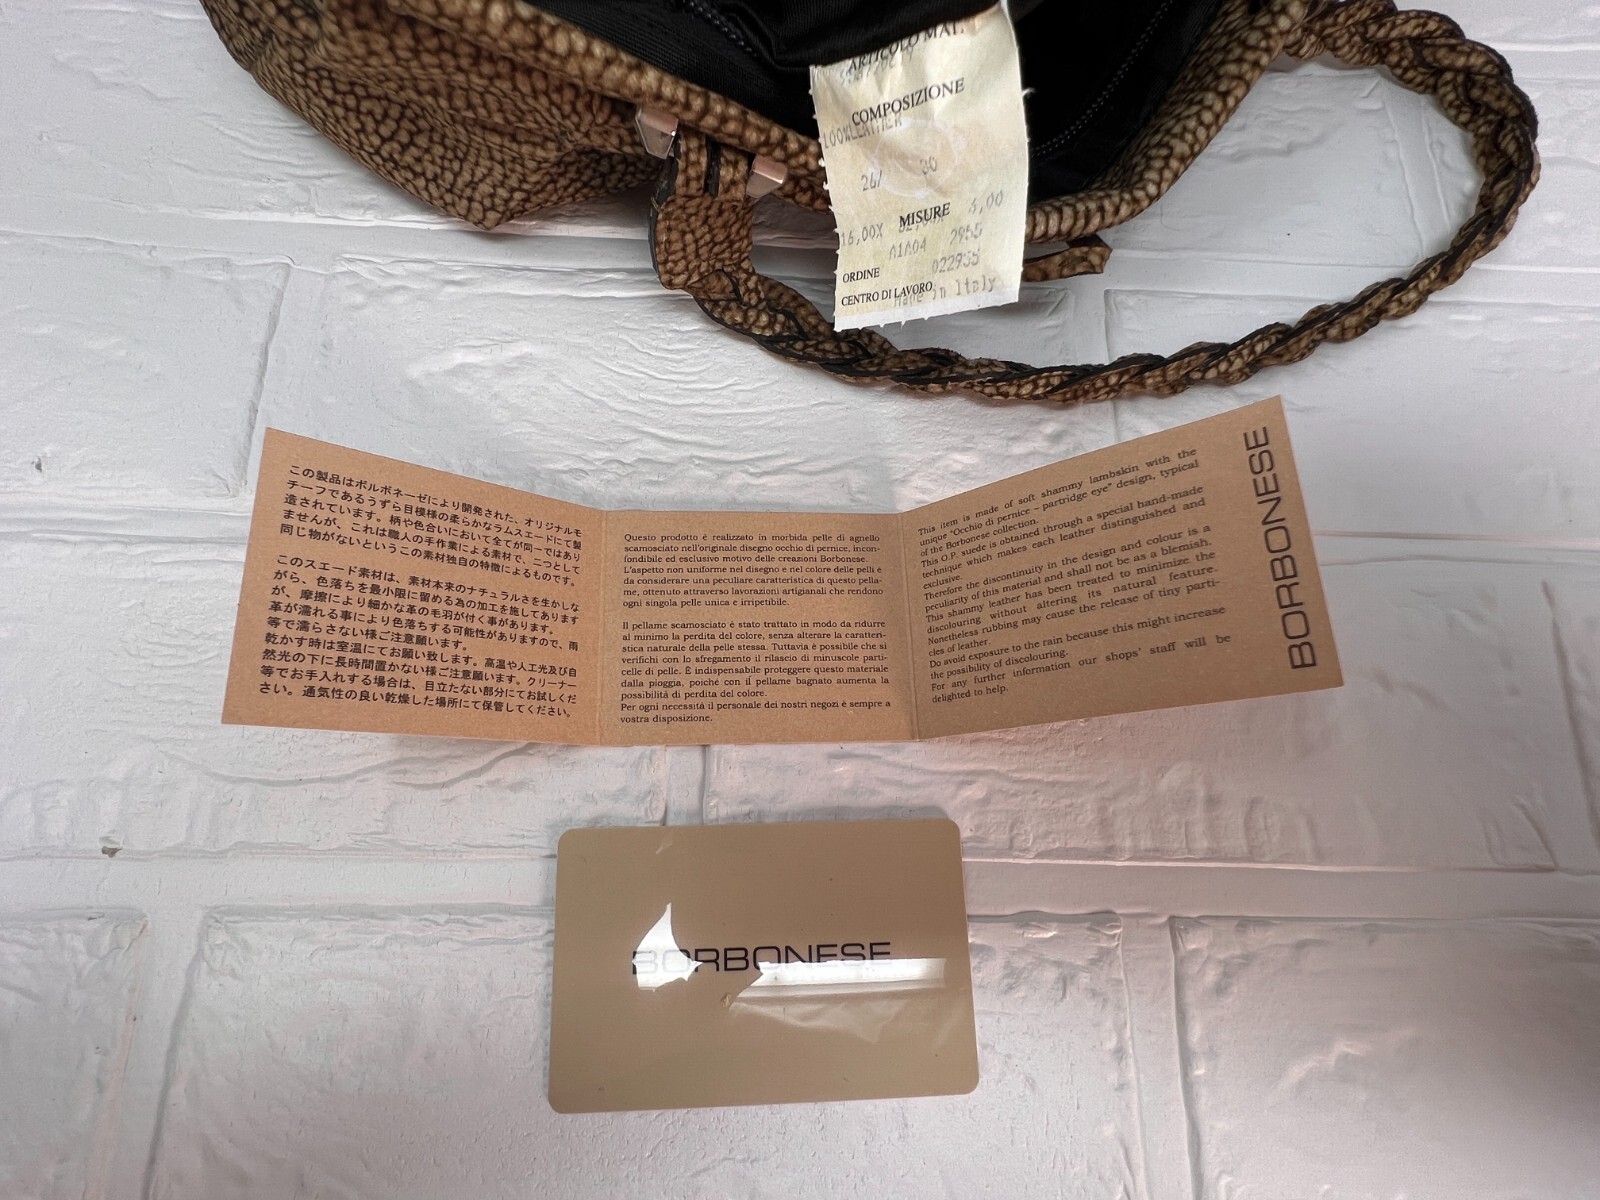 ARTICOLO MAT.
COMPOSIZIONE
100%LEATHER
26/ 80
MISURE 6,00
16,00X
A1A04 2955
ORDINE 022955
CENTRO DI LAVORO
Made in Italy
この製品はボルボネーゼにより開発された、オリジナルモ
チーフであるうずら目模様の柔らかなラムスエードにて製
造されています。柄や色合いにおいて全てが同一ではあり
ませんが、これは職人の手作業による素材で、二つとして
同じ物がないというこの素材独自の特徴によるものです。
このスエード素材は、素材本来のナチュラルさを生かしな
がら、色落ちを最小限に留める為の加工を施してあります
が、摩擦により細かな革の毛羽が付く事があります。
革が濡れる事により色落ちする可能性がありますので、雨
等で濡らさない様ご注意願います。
乾かす時は室温にてお願い致します。高温や人工光及び自
然光の下に長時間置かない様ご注意願います。クリーナー
等でお手入れする場合は、目立たない部分にてお試しくだ
さい。通気性の良い乾燥した場所にて保管してください。
Questo prodotto è realizzato in morbida pelle di agnello
scamosciato nell'originale disegno occhio di pernice, incon-
fondibile ed esclusivo motivo delle creazioni Borbonese.
L'aspetto non uniforme nel disegno e nel colore delle pelli è
da considerare una peculiare caratteristica di questo pella-
me, ottenuto attraverso lavorazioni artigianali che rendono
ogni singola pelle unica e irripetibile.
Il pellame scamosciato è stato trattato in modo da ridurre
al minimo la perdita del colore, senza alterare la caratteri-
stica naturale della pelle stessa. Tuttavia è possibile che si
verifichi con lo sfregamento il rilascio di minuscole parti-
celle di pelle. È indispensabile proteggere questo materiale
dalla pioggia, poiché con il pellame bagnato aumenta la
possibilità di perdita del colore.
Per ogni necessità il personale dei nostri negozi è sempre a
vostra disposizione.
This item is made of soft shammy lambskin with the
unique "Occhio di pernice – partridge eye" design, typical
of the Borbonese collection.
This O.P. suede is obtained through a special hand-made
technique which makes each leather distinguished and
exclusive.
Therefore the discontinuity in the design and colour is a
peculiarity of this material and shall not be as a blemish.
This shammy leather has been treated to minimize the
discolouring without altering its natural feature.
Nonetheless rubbing may cause the release of tiny parti-
cles of leather.
Do avoid exposure to the rain because this might increase
the possibility of discolouring.
For any further information our shops' staff will be
delighted to help.
BORBONESE
BORBONESE